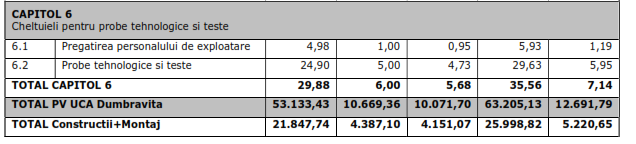 CAPITOL 6
Cheltuieli pentru probe tehnologice si teste
6.1 Pregatirea personalului de exploatare 4,98 1,00 0,95 5,93 1,19
6.2 Probe tehnologice si teste 24,90 5,00 4,73 29,63 5,95
TOTAL CAPITOL 6 29,88 6,00 5,68 35,56 7,14
TOTAL PV UCA Dumbravita 53.133,43 10.669,36 10.071,70 63.205,13 12.691,79
TOTAL Constructii+Montaj 21.847,74 4.387,10 4.151,07 25.998,82 5.220,65